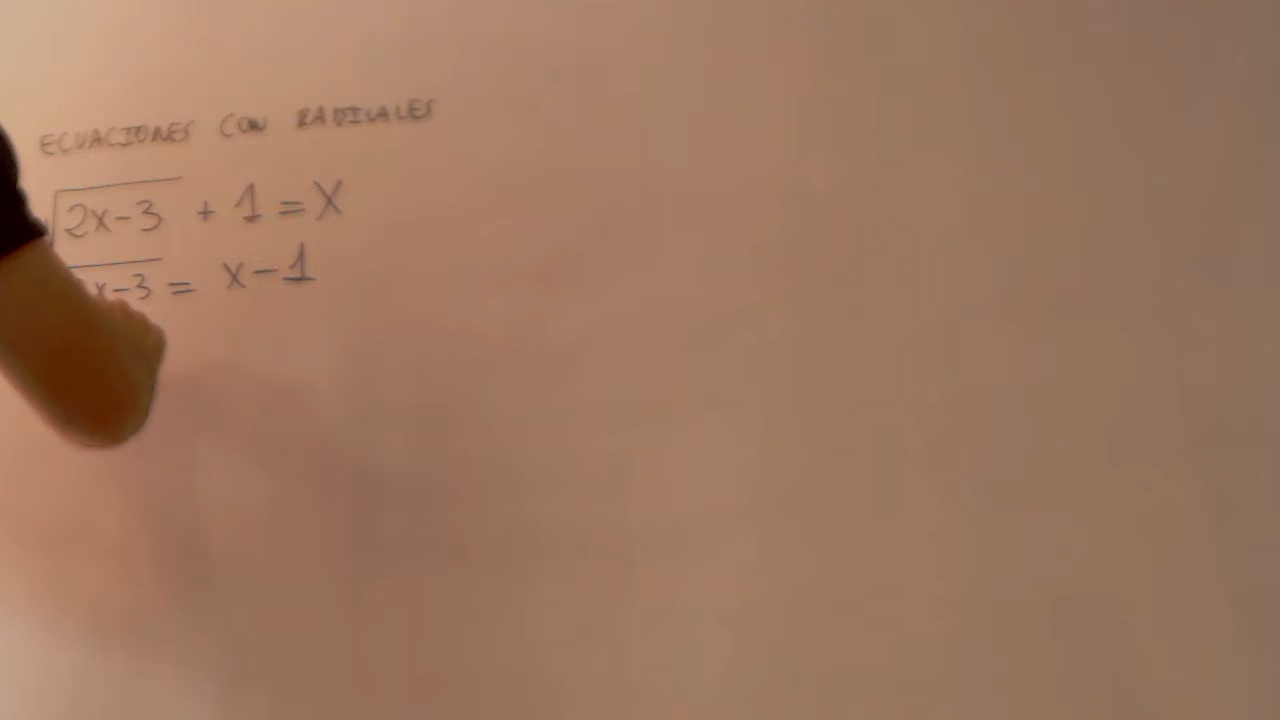 ECUACIONES CON RADICALES
√2x-3 + 1 = X
x-3 = x-1